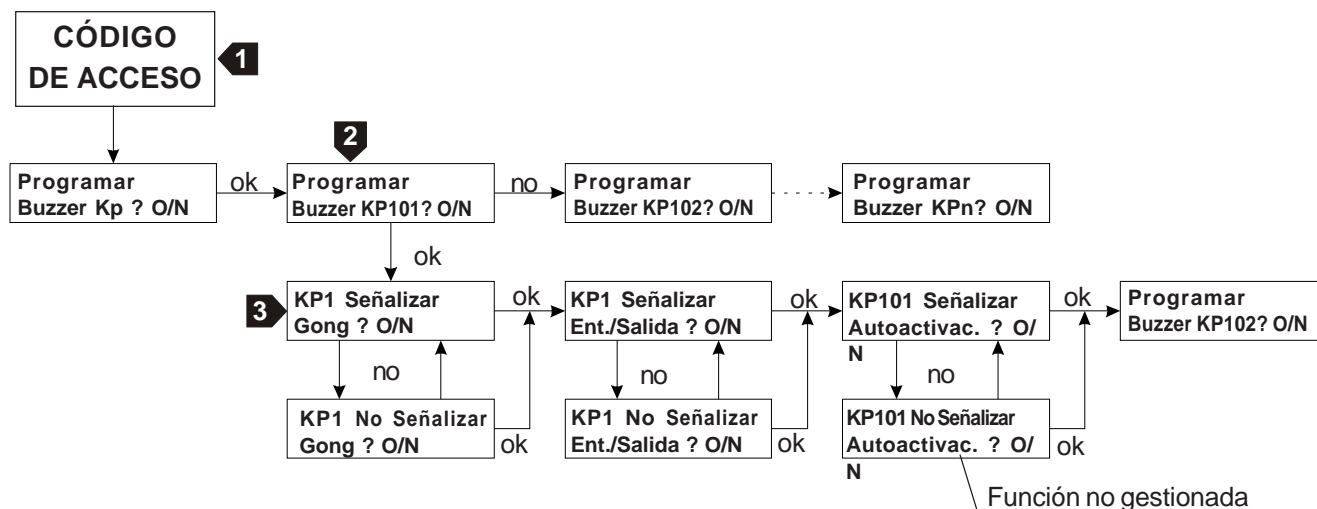 CÓDIGO
DE ACCESO
1
2
Programar
Buzzer Kp ? O/N
ok
Programar
Buzzer KP101? O/N
no
Programar
Buzzer KP102? O/N
Programar
Buzzer KPn? O/N
ok
3
KP1 Señalizar
Gong ? O/N
ok
KP1 Señalizar
Ent./Salida ? O/N
ok
KP101 Señalizar
Autoactivac. ? O/
N
ok
Programar
Buzzer KP102? O/N
no
no
no
KP1 No Señalizar
Gong ? O/N
ok
KP1 No Señalizar
Ent./Salida ? O/N
ok
KP101 No Señalizar
Autoactivac. ? O/
N
ok
Función no gestionada